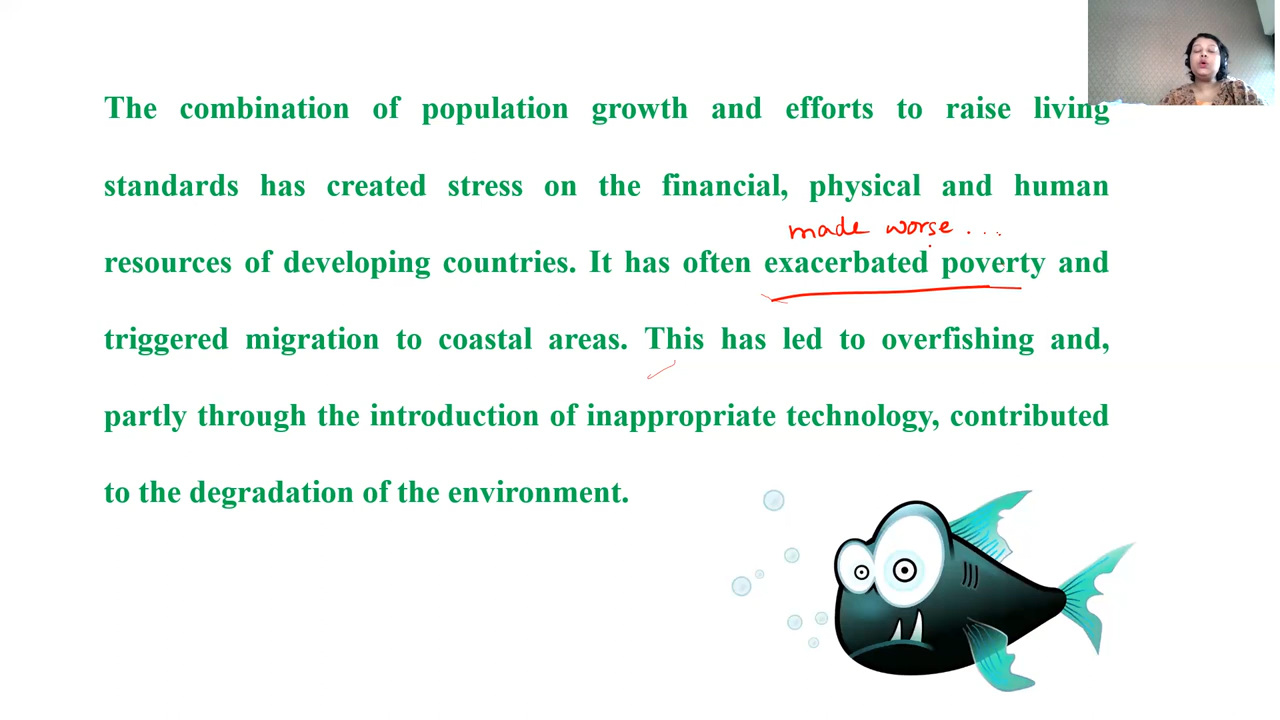 The combination of population growth and efforts to raise living
standards has created stress on the financial, physical and human
made worse ...
resources of developing countries. It has often exacerbated poverty and
triggered migration to coastal areas. This has led to overfishing and,
partly through the introduction of inappropriate technology, contributed
to the degradation of the environment.